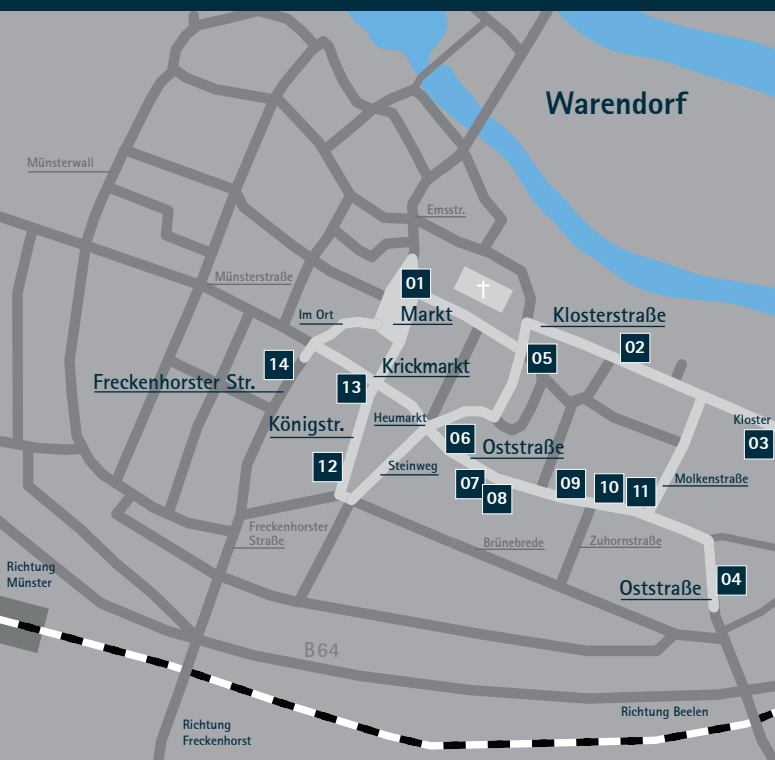 Warendorf
Münsterwall
Emsstr.
Münsterstraße
01
Im Ort
Markt
Klosterstraße
02
05
14
Krickmarkt
Freckenhorster Str.
13
Königstr.
Heumarkt
Kloster
03
06
Oststraße
12
Steinweg
07
08
09
10
11
Molkenstraße
Freckenhorster
Straße
Brünebrede
Zuhornstraße
Richtung
Münster
Oststraße
04
B64
Richtung Beelen
Richtung
Freckenhorst